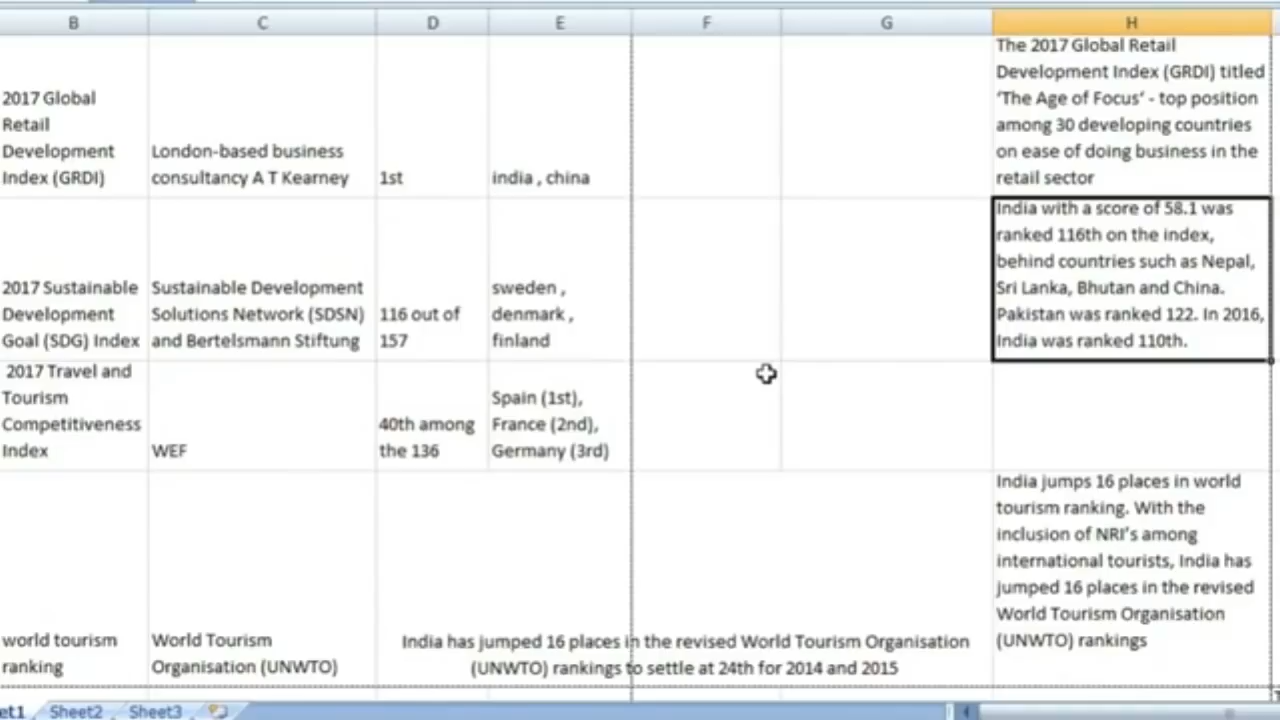 B C D E F G H
2017 Global
Retail
Development
Index (GRDI)
London-based business
consultancy A T Kearney
1st
india , china
The 2017 Global Retail
Development Index (GRDI) titled
‘The Age of Focus’ - top position
among 30 developing countries
on ease of doing business in the
retail sector
2017 Sustainable
Development
Goal (SDG) Index
Sustainable Development
Solutions Network (SDSN)
and Bertelsmann Stiftung
116 out of
157
sweden ,
denmark ,
finland
India with a score of 58.1 was
ranked 116th on the index,
behind countries such as Nepal,
Sri Lanka, Bhutan and China.
Pakistan was ranked 122. In 2016,
India was ranked 110th.
2017 Travel and
Tourism
Competitiveness
Index
WEF
40th among
the 136
Spain (1st),
France (2nd),
Germany (3rd)
world tourism
ranking
World Tourism
Organisation (UNWTO)
India has jumped 16 places in the revised World Tourism Organisation
(UNWTO) rankings to settle at 24th for 2014 and 2015
India jumps 16 places in world
tourism ranking. With the
inclusion of NRI's among
international tourists, India has
jumped 16 places in the revised
World Tourism Organisation
(UNWTO) rankings
et1 Sheet2 Sheet3